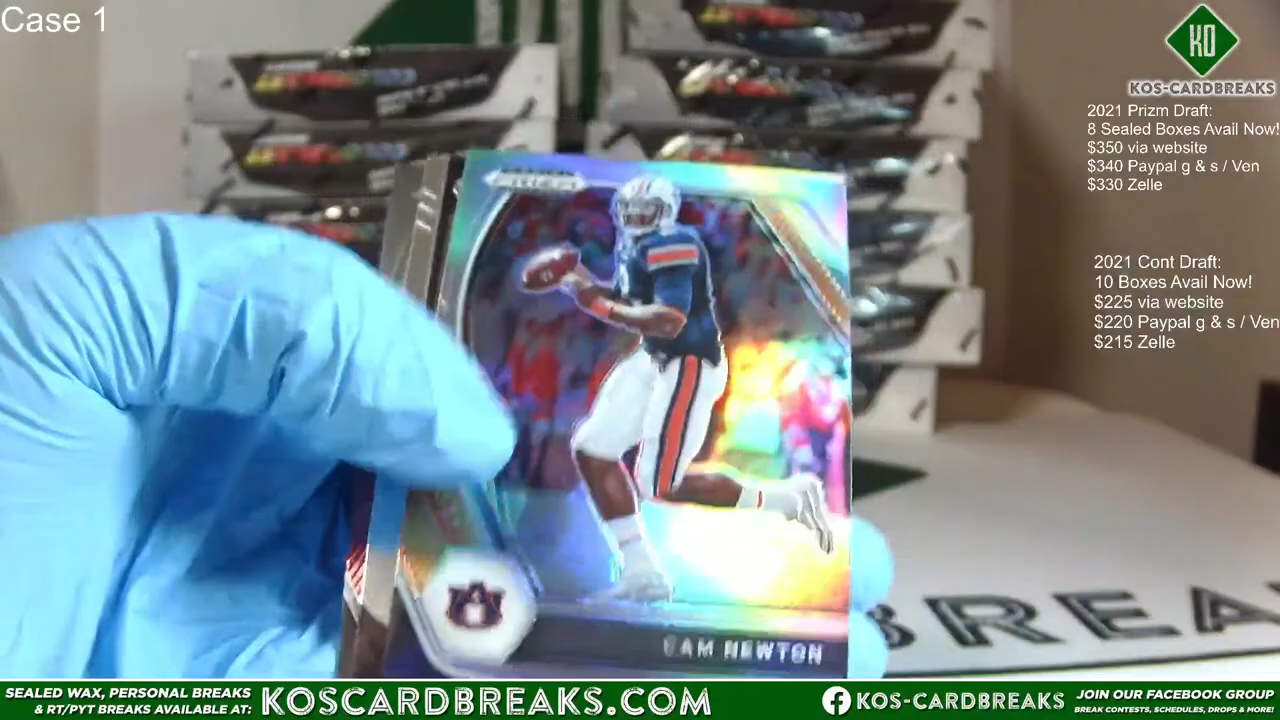 Case 1
KO
KOS-CARDBREAKS
2021 Prizm Draft:
8 Sealed Boxes Avail Now!
$350 via website
$340 Paypal g & s / Ven
$330 Zelle
2021 Cont Draft:
10 Boxes Avail Now!
$225 via website
$220 Paypal g & s / Ven
$215 Zelle
PRIZM
CAM NEWTON
BREA
SEALED WAX, PERSONAL BREAKS
& RT/PYT BREAKS AVAILABLE AT:
KOSCARDBREAKS.COM
KOS-CARDBREAKS
JOIN OUR FACEBOOK GROUP
BREAK CONTESTS, SCHEDULES, DROPS & MORE!